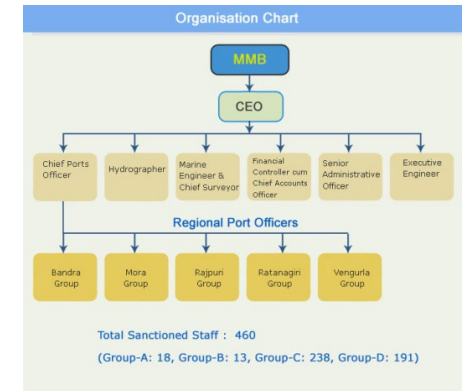 Organisation Chart
MMB
CEO
Chief Ports
Officer
Hydrographer
Marine
Engineer &
Chief Surveyor
Financial
Controller cum
Chief Accounts
Officer
Senior
Administrative
Officer
Executive
Engineer
Regional Port Officers
Bandra
Group
Mora
Group
Rajpuri
Group
Ratanagiri
Group
Vengurla
Group
Total Sanctioned Staff : 460
(Group-A: 18, Group-B: 13, Group-C: 238, Group-D: 191)